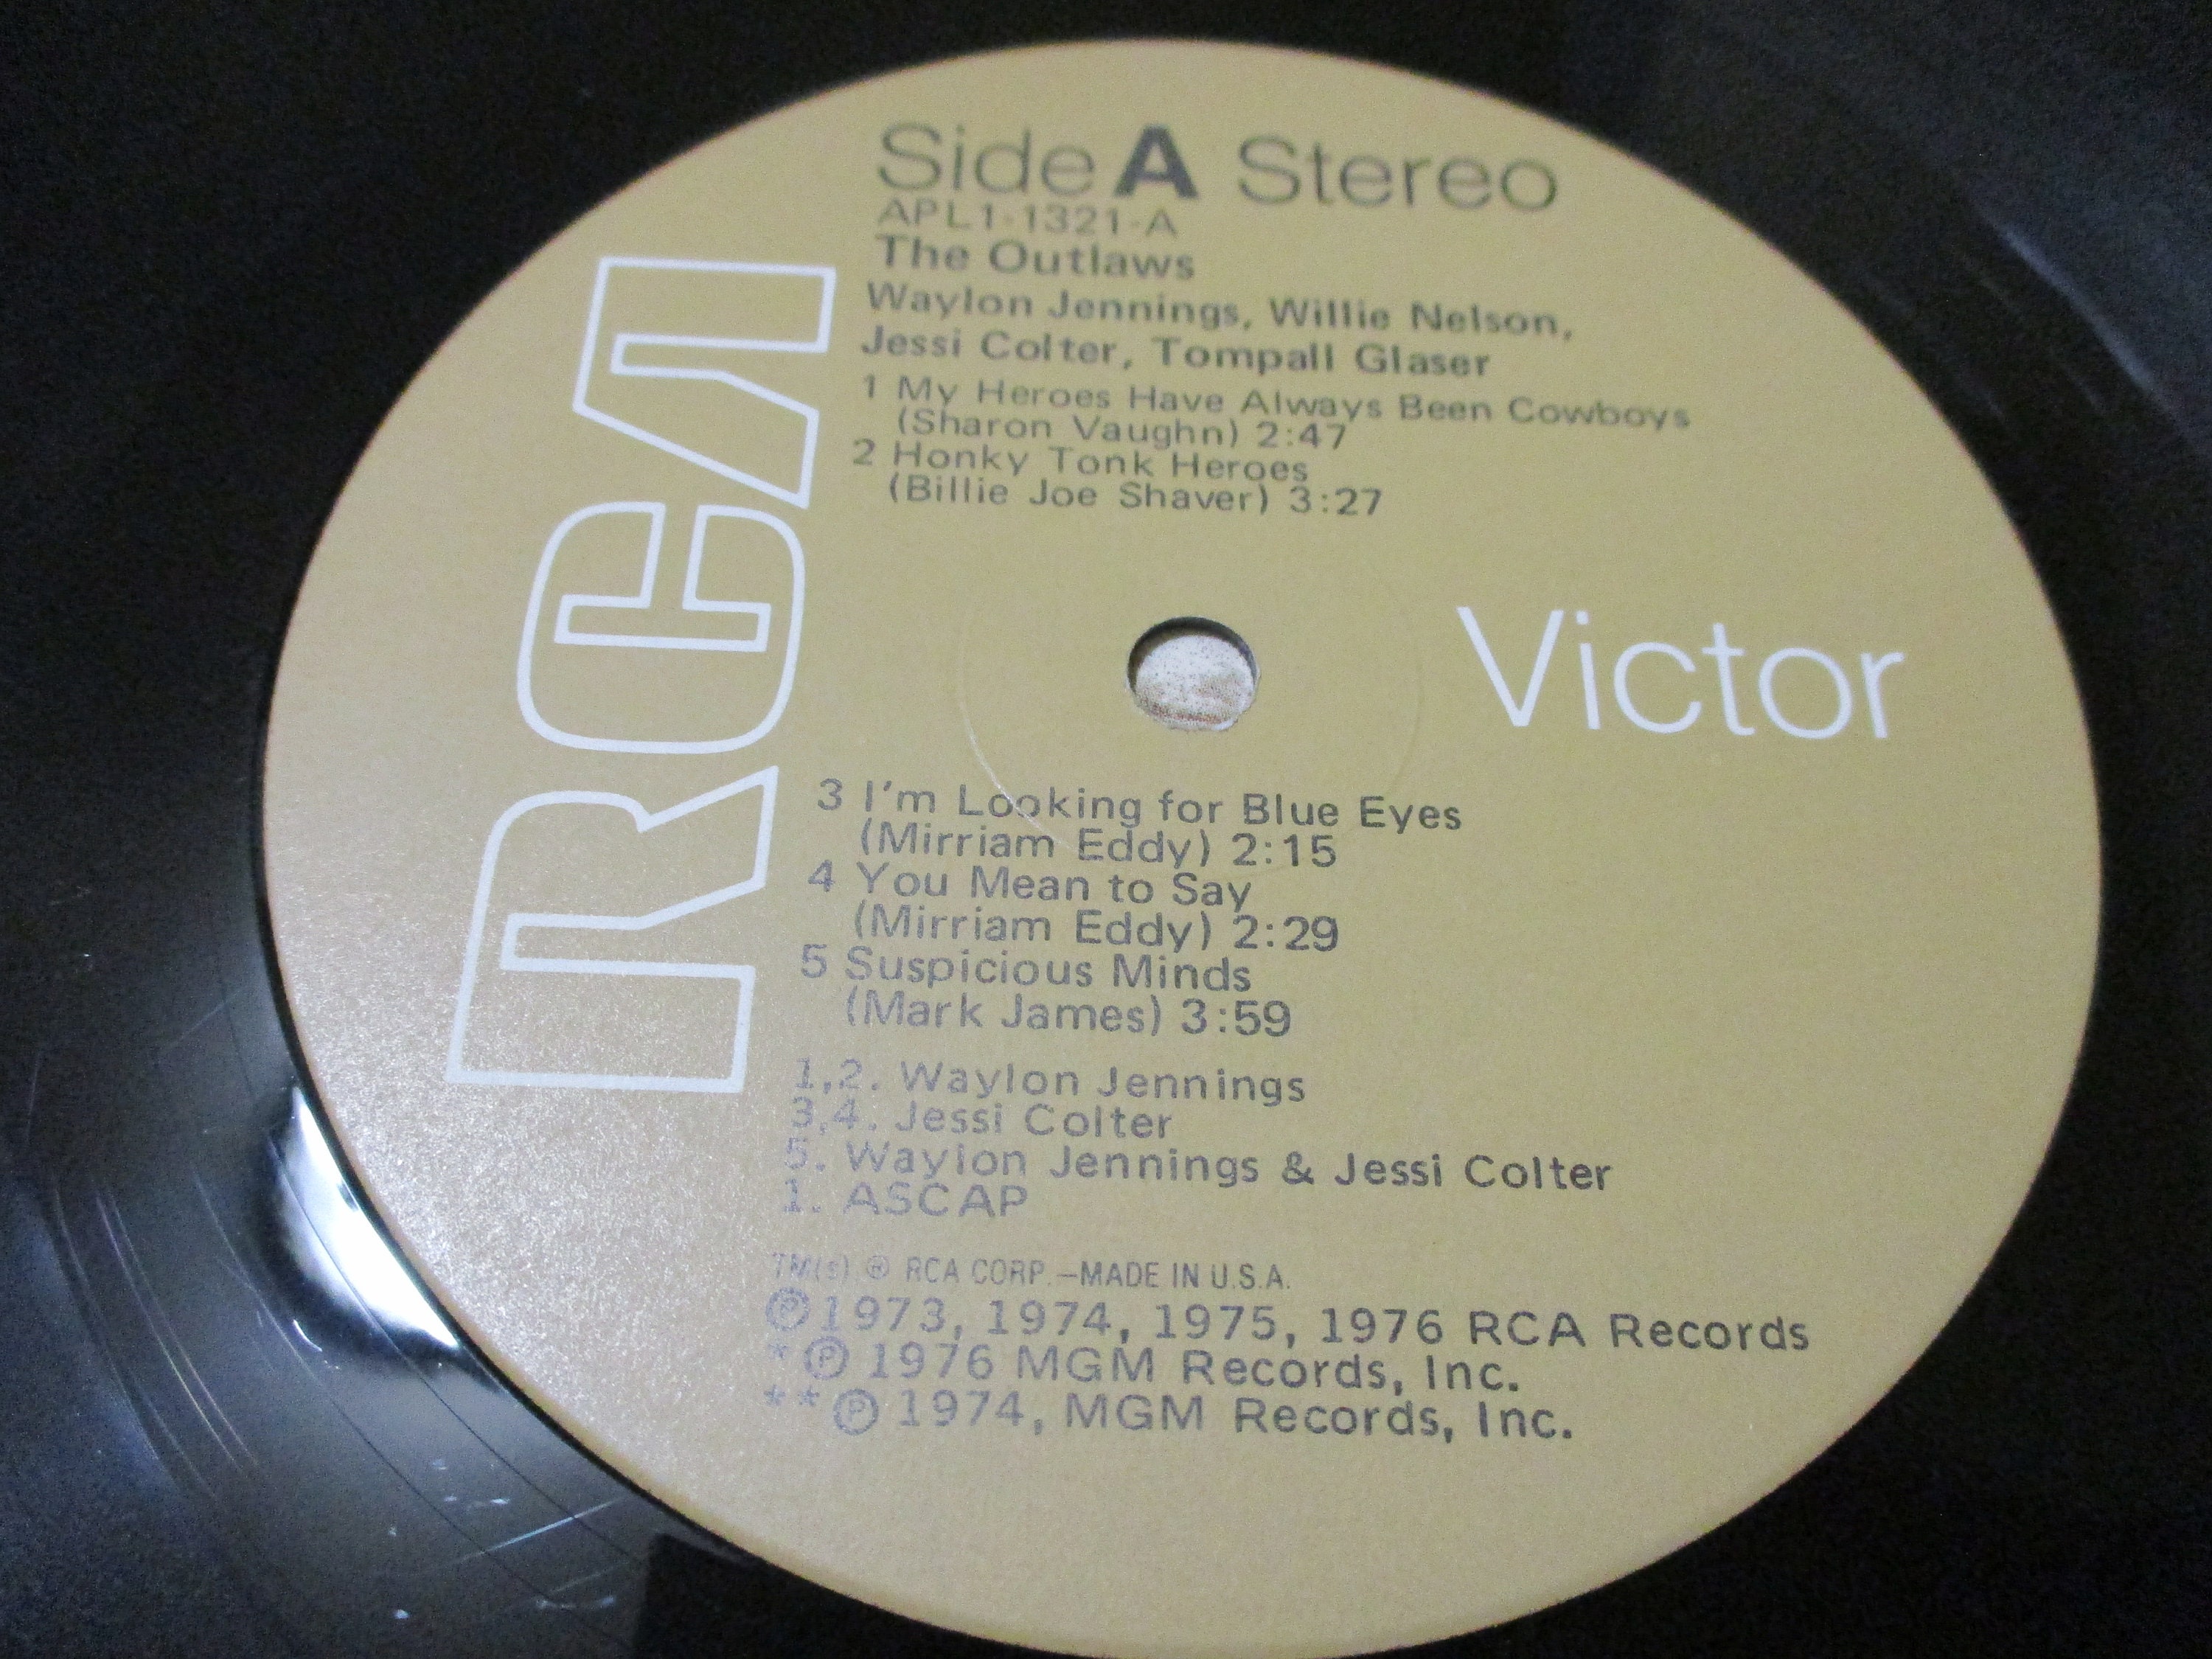 Side A Stereo
APL1-1321-A
The Outlaws
Waylon Jennings, Willie Nelson,
Jessi Colter, Tompall Glaser
1 My Heroes Have Always Been Cowboys
(Sharon Vaughn) 2:47
2 Honky Tonk Heroes
(Billie Joe Shaver) 3:27
RCA
Victor
3 I'm Looking for Blue Eyes
(Mirriam Eddy) 2:15
4 You Mean to Say
(Mirriam Eddy) 2:29
5 Suspicious Minds
(Mark James) 3:59
1,2. Waylon Jennings
3,4. Jessi Colter
5. Waylon Jennings & Jessi Colter
1. ASCAP
TM(s) ® RCA CORP.–MADE IN U.S.A.
℗1973, 1974, 1975, 1976 RCA Records
*℗ 1976 MGM Records, Inc.
**℗ 1974, MGM Records, Inc.